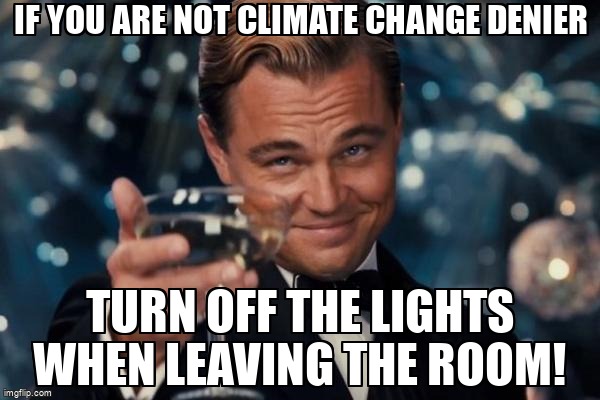 IF YOU ARE NOT CLIMATE CHANGE DENIER
TURN OFF THE LIGHTS
WHEN LEAVING THE ROOM!
imgflip.com